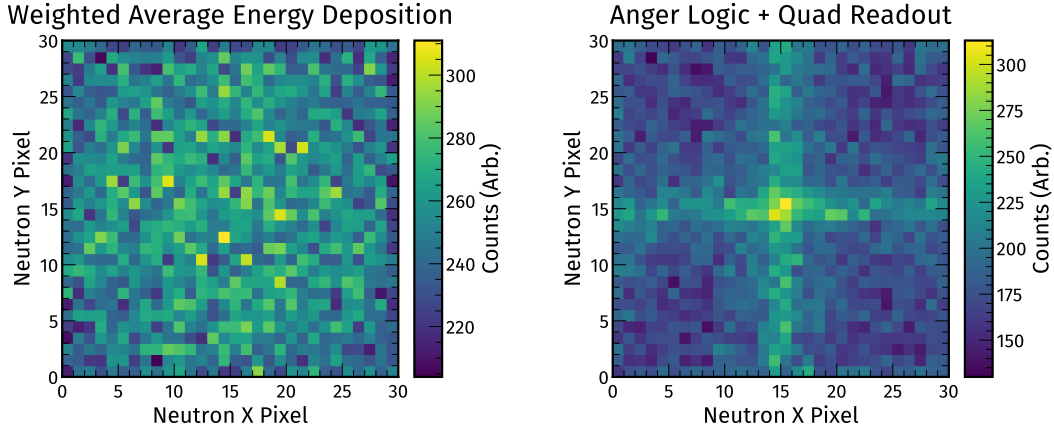 Weighted Average Energy Deposition
30
25
20
15
10
5
0
0 5 10 15 20 25 30
Neutron Y Pixel
Neutron X Pixel
300
280
260
240
220
Counts (Arb.)
Anger Logic + Quad Readout
30
25
20
15
10
5
0
0 5 10 15 20 25 30
Neutron Y Pixel
Neutron X Pixel
300
275
250
225
200
175
150
Counts (Arb.)